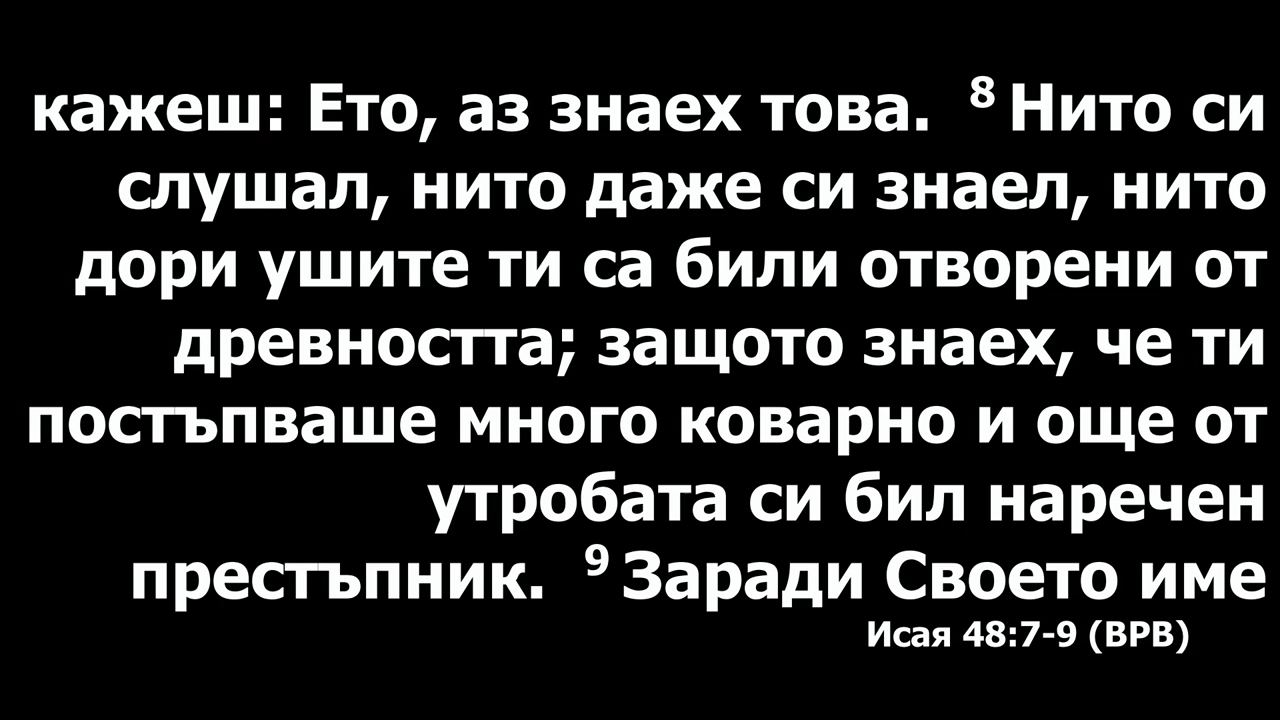 кажеш: Ето, аз знаех това. 8 Нито си
слушал, нито даже си знаел, нито
дори ушите ти са били отворени от
древността; защото знаех, че ти
постъпваше много коварно и още от
утробата си бил наречен
престъпник. 9 Заради Своето име
Исая 48:7-9 (ВРВ)